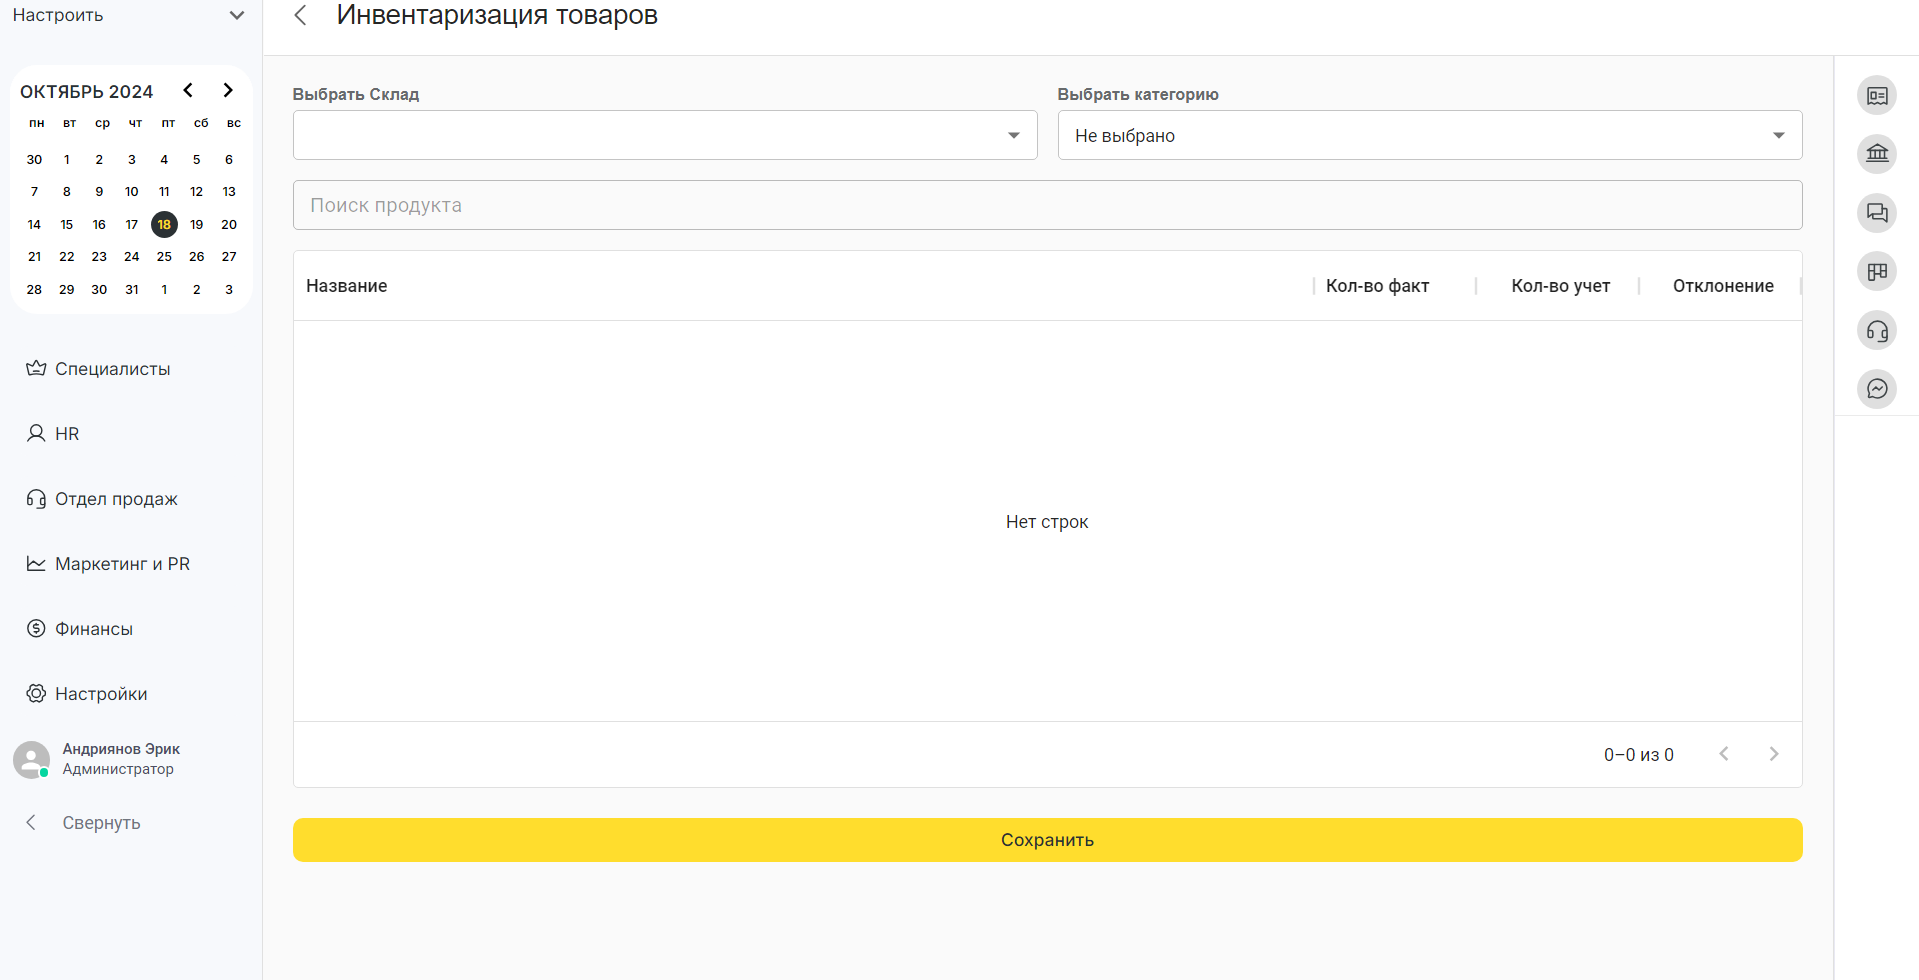 Настроить
Инвентаризация товаров
ОКТЯБРЬ 2024
пн вт ср чт пт сб вс
30 1 2 3 4 5 6
7 8 9 10 11 12 13
14 15 16 17 18 19 20
21 22 23 24 25 26 27
28 29 30 31 1 2 3
Специалисты
HR
Отдел продаж
Маркетинг и PR
Финансы
Настройки
Андриянов Эрик
Администратор
Свернуть
Выбрать Склад
Выбрать категорию
Не выбрано
Поиск продукта
Название Кол-во факт Кол-во учет Отклонение
Нет строк
0–0 из 0
Сохранить